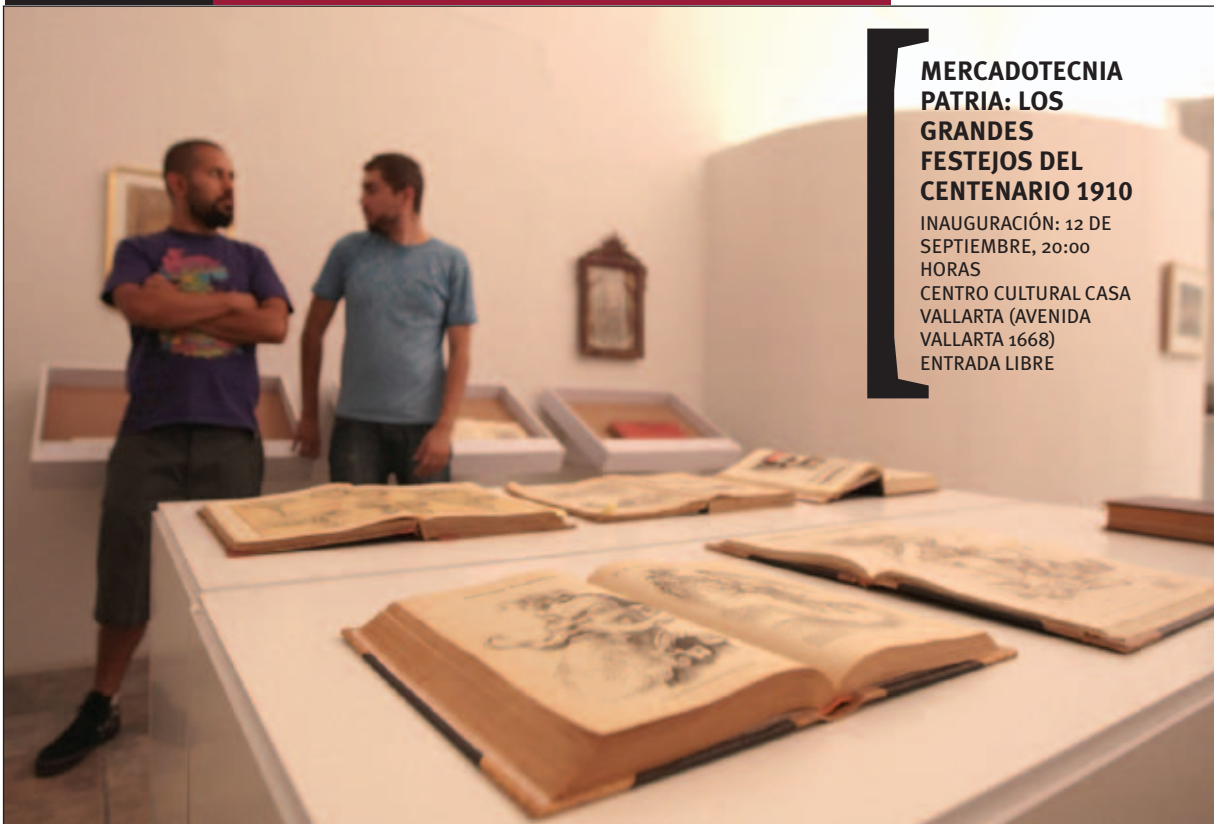 MERCADOTECNIA
PATRIA: LOS
GRANDES
FESTEJOS DEL
CENTENARIO 1910
INAUGURACIÓN: 12 DE
SEPTIEMBRE, 20:00
HORAS
CENTRO CULTURAL CASA
VALLARTA (AVENIDA
VALLARTA 1668)
ENTRADA LIBRE